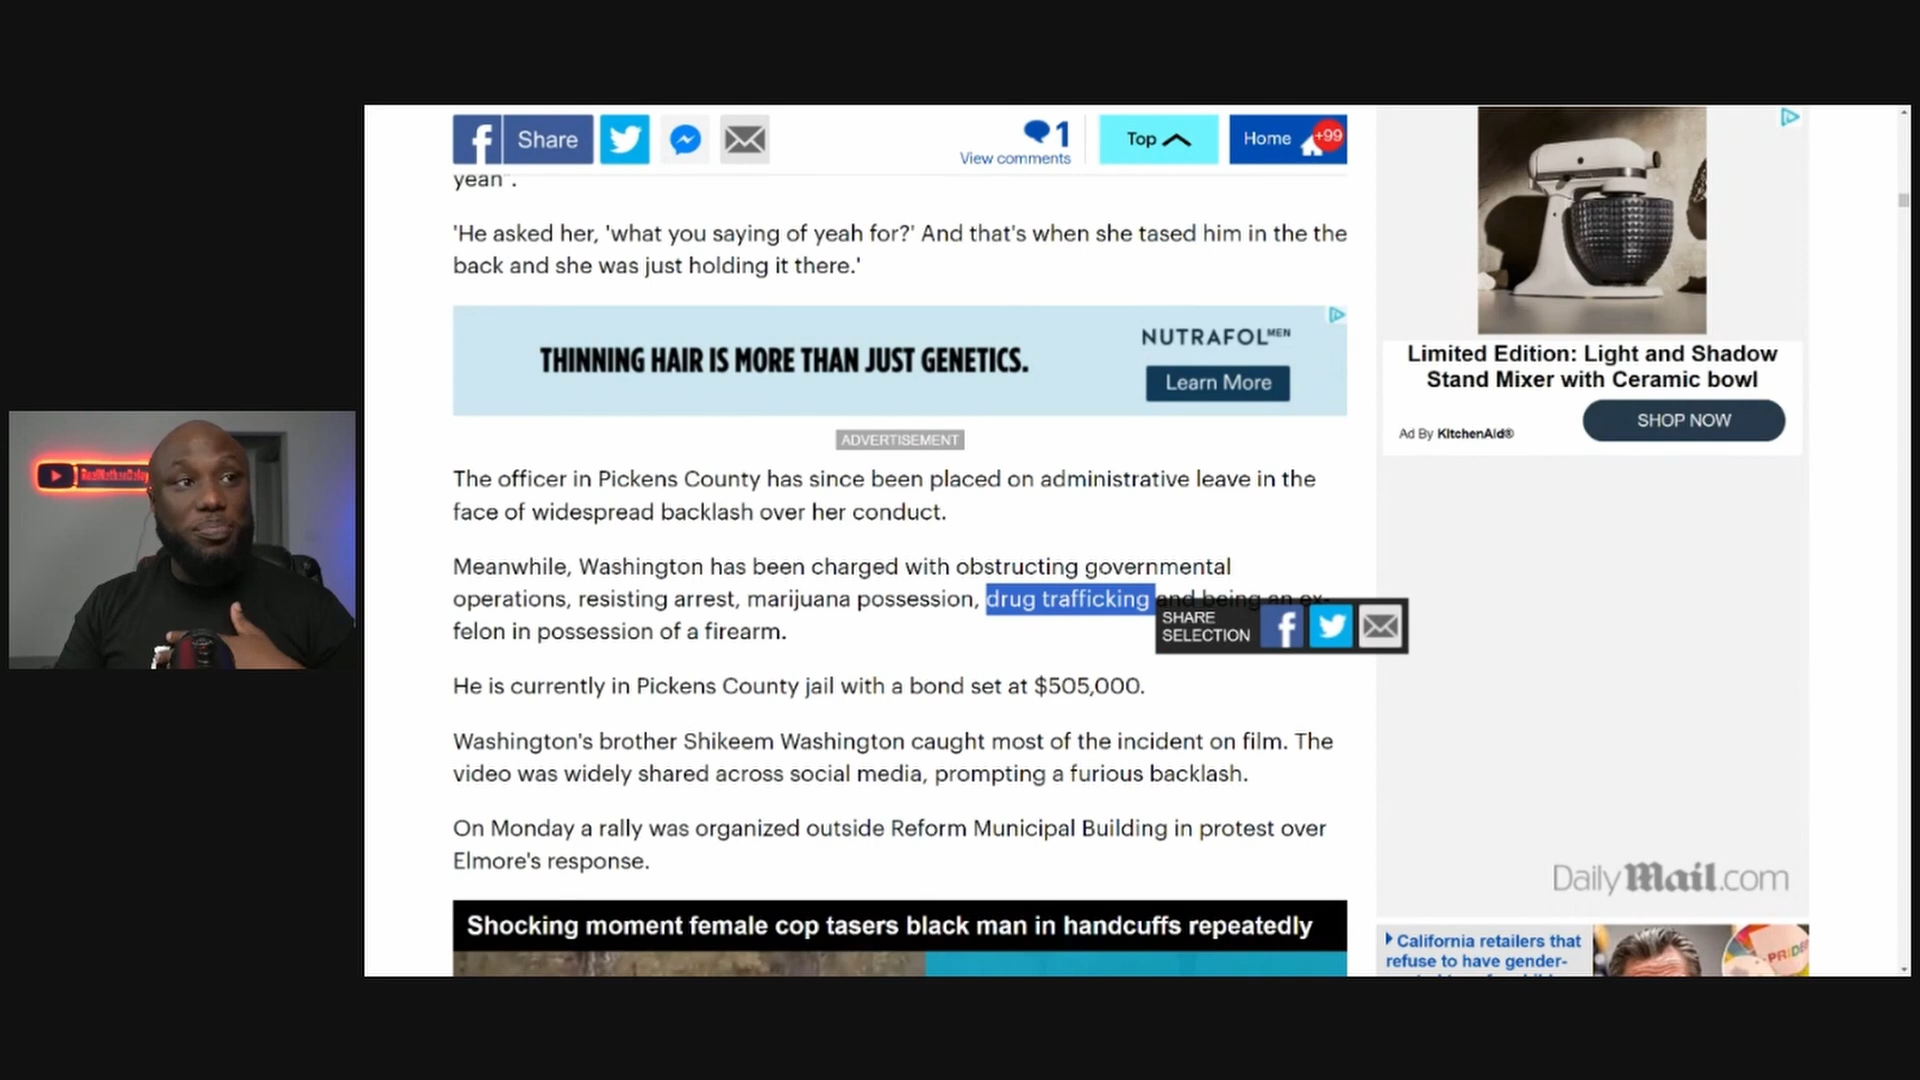 Share
1
View comments
Top
Home
+99
yeah".
'He asked her, 'what you saying of yeah for?' And that's when she tased him in the the
back and she was just holding it there.'
THINNING HAIR IS MORE THAN JUST GENETICS.
NUTRAFOL MEN
Learn More
ADVERTISEMENT
The officer in Pickens County has since been placed on administrative leave in the
face of widespread backlash over her conduct.
Meanwhile, Washington has been charged with obstructing governmental
operations, resisting arrest, marijuana possession, drug trafficking and being an ex-
felon in possession of a firearm.
SHARE
SELECTION
He is currently in Pickens County jail with a bond set at $505,000.
Washington's brother Shikeem Washington caught most of the incident on film. The
video was widely shared across social media, prompting a furious backlash.
On Monday a rally was organized outside Reform Municipal Building in protest over
Elmore's response.
Shocking moment female cop tasers black man in handcuffs repeatedly
Limited Edition: Light and Shadow
Stand Mixer with Ceramic bowl
Ad By KitchenAid®
SHOP NOW
DailyMail.com
California retailers that
refuse to have gender-
PRIDE